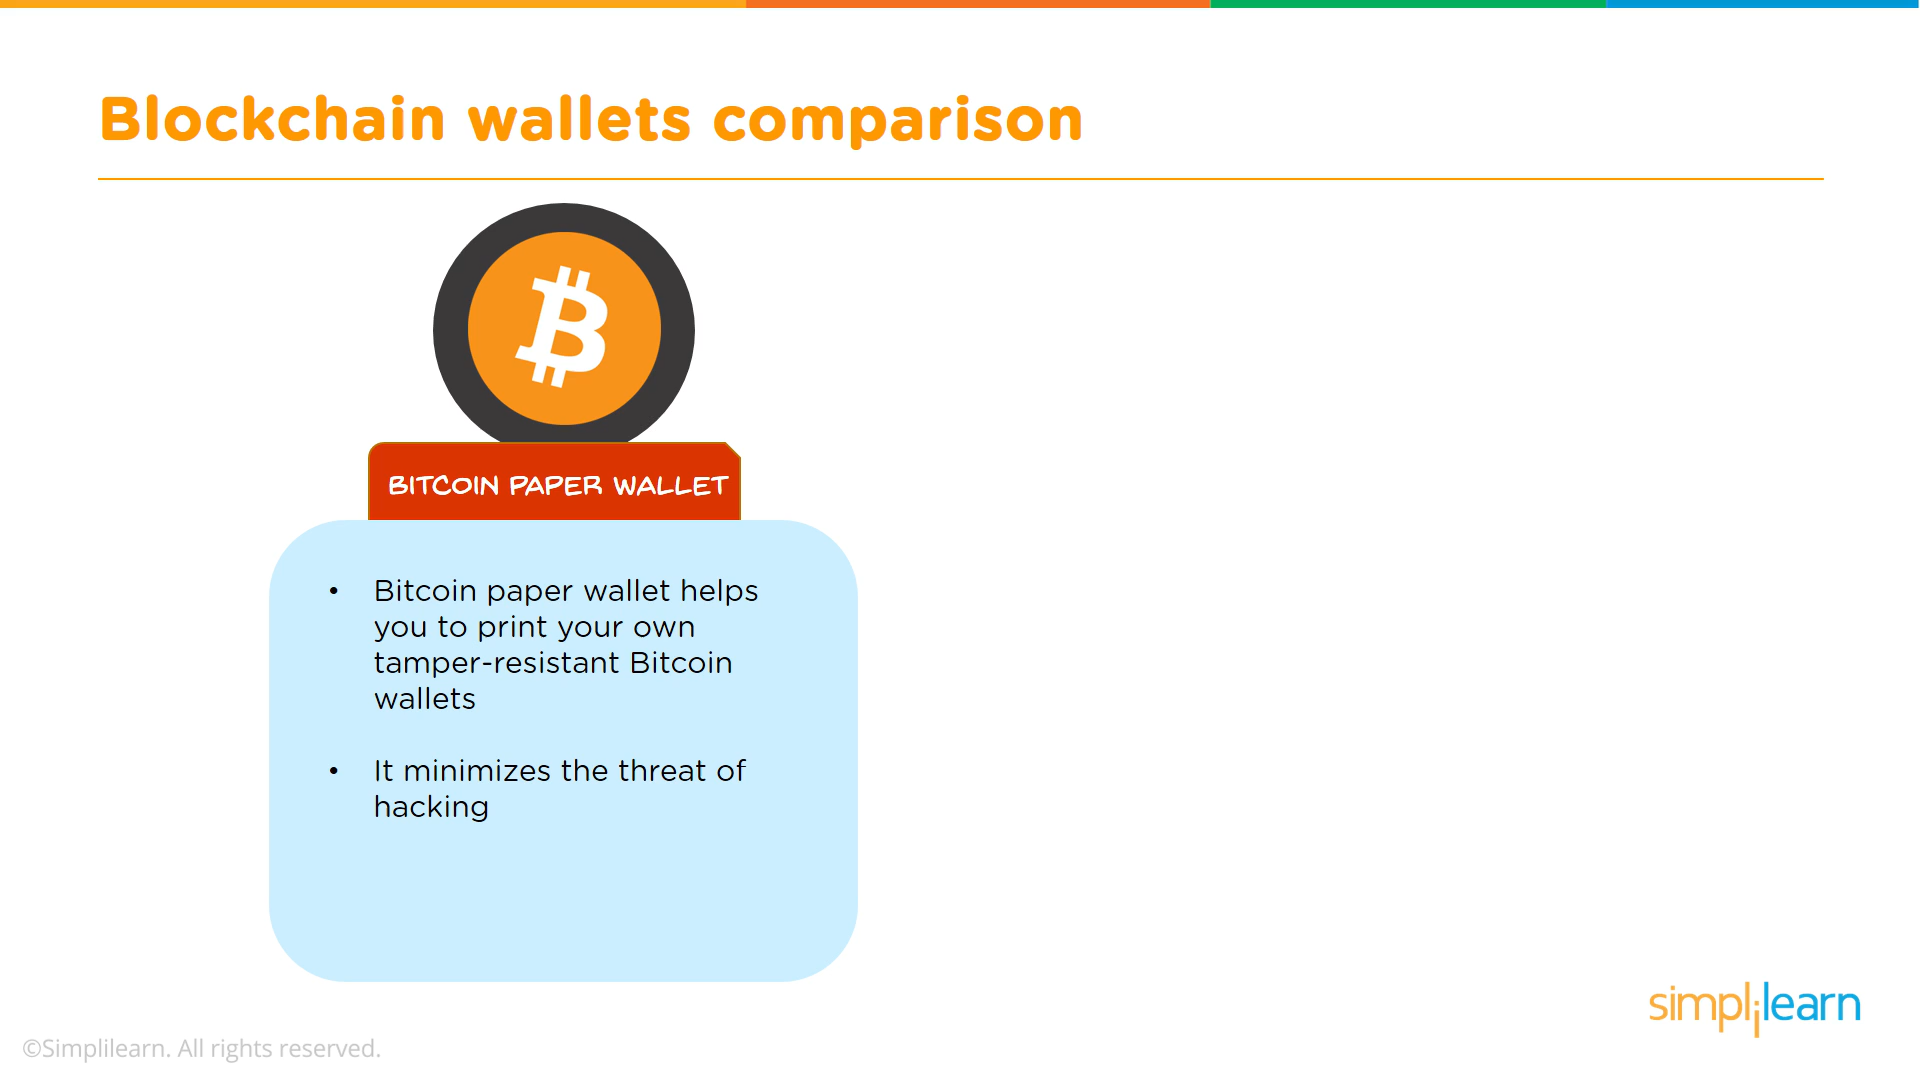 Blockchain wallets comparison
BITCOIN PAPER WALLET
• Bitcoin paper wallet helps
you to print your own
tamper-resistant Bitcoin
wallets
• It minimizes the threat of
hacking
simplilearn
©Simplilearn. All rights reserved.